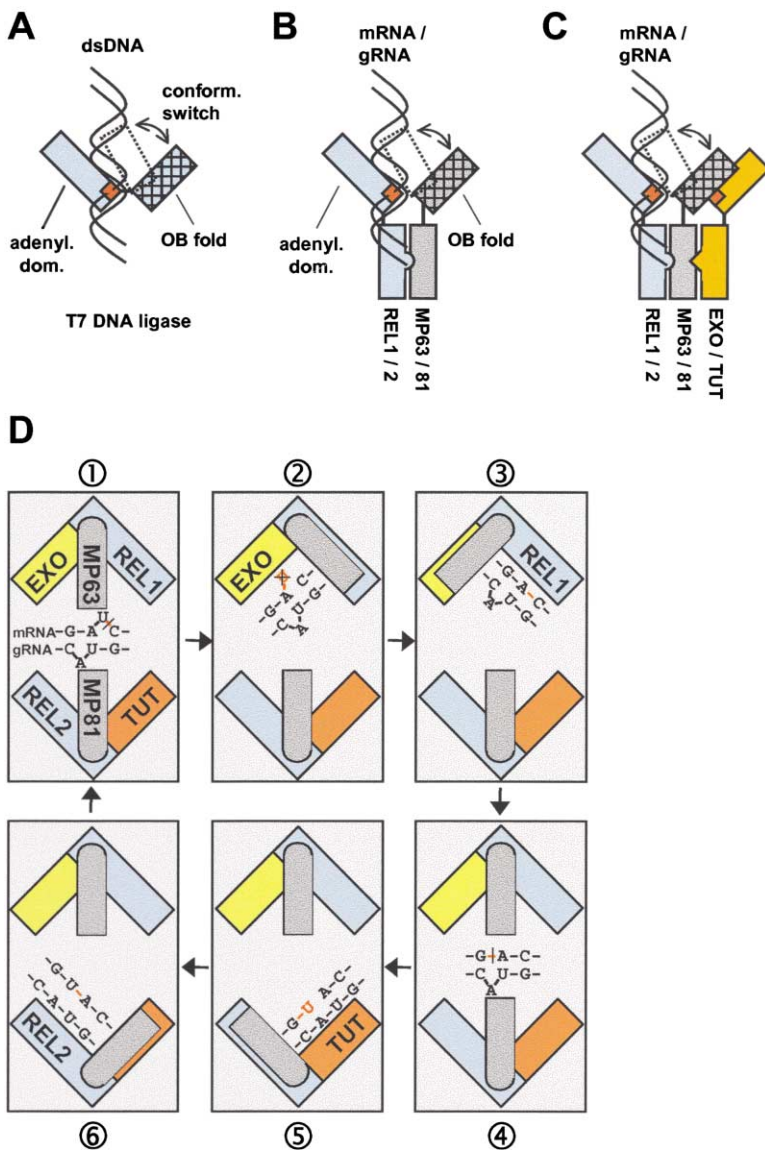 A
B
C
dsDNA
mRNA /
gRNA
mRNA /
gRNA
conform.
switch
adenyl.
dom.
OB fold
adenyl.
dom.
OB fold
T7 DNA ligase
REL1 / 2
MP63 / 81
REL1 / 2
MP63 / 81
EXO / TUT
D
①
②
③
EXO
MP63
REL1
U
mRNA-G-A C-
gRNA-C U-G-
A
REL2
MP81
TUT
EXO
X
-G-A C-
-C U-G-
A
REL1
-G-A-C-
-C U-G-
A
-G-U-A-C-
-C-A-U-G-
REL2
-G-U A-C-
-C-A-U-G-
TUT
-G-A-C-
-C U-G-
A
⑥
⑤
④